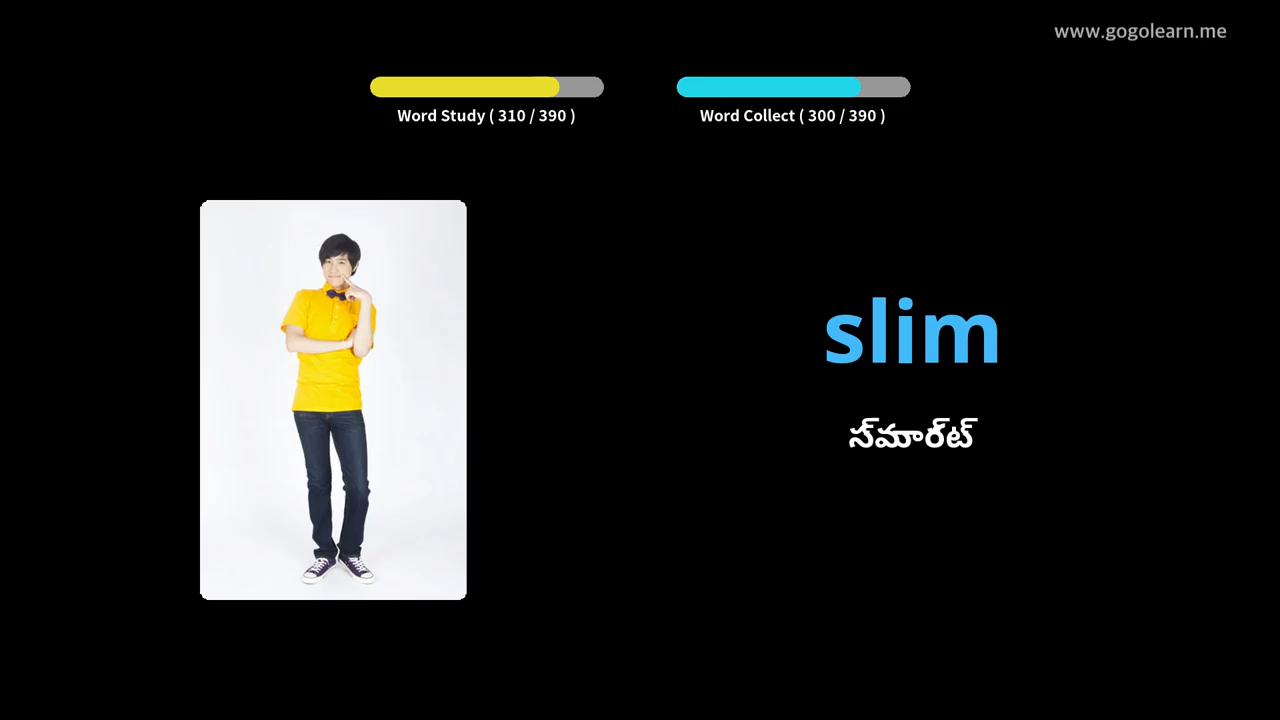 www.gogolearn.me
Word Study ( 310 / 390 )
Word Collect ( 300 / 390 )
slim
స్‌మార్‌ట్